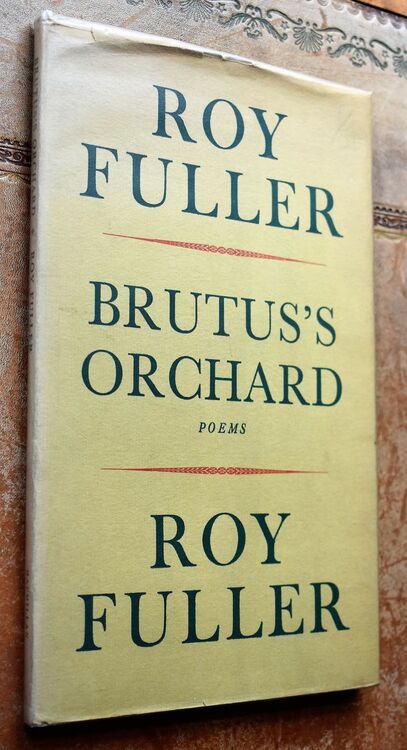 ROY
FULLER
BRUTUS'S
ORCHARD
POEMS
ROY
FULLER